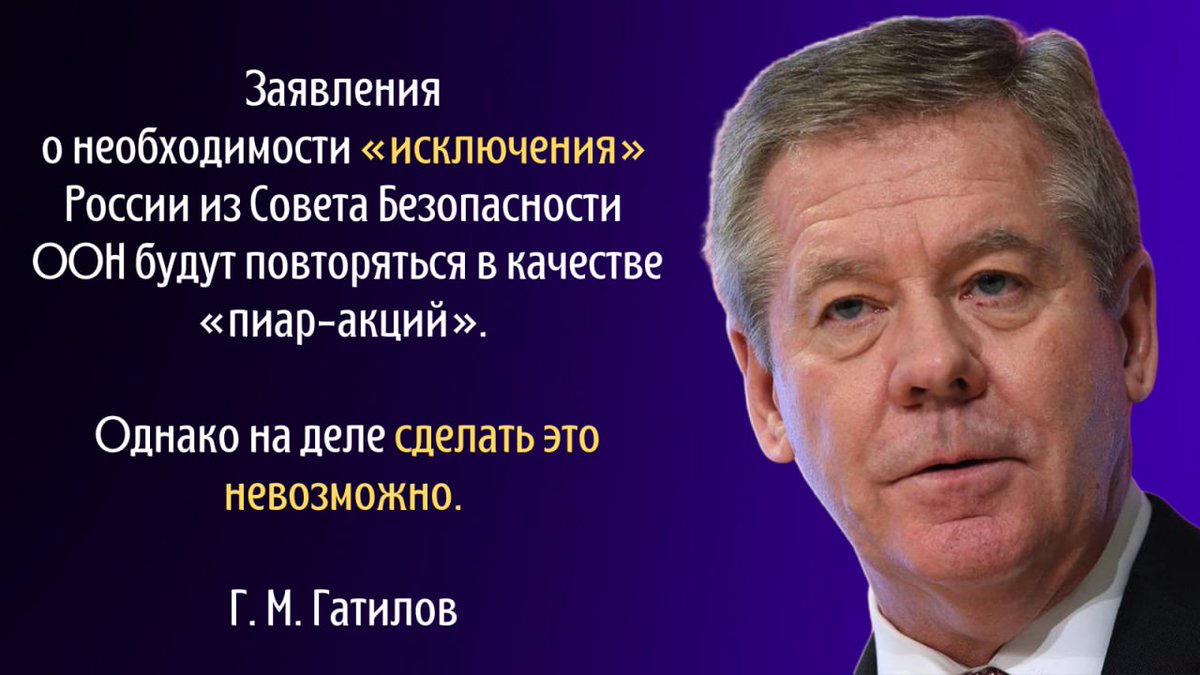 Заявления
о необходимости «исключения»
России из Совета Безопасности
ООН будут повторяться в качестве
«пиар-акций».
Однако на деле сделать это
невозможно.
Г. М. Гатилов